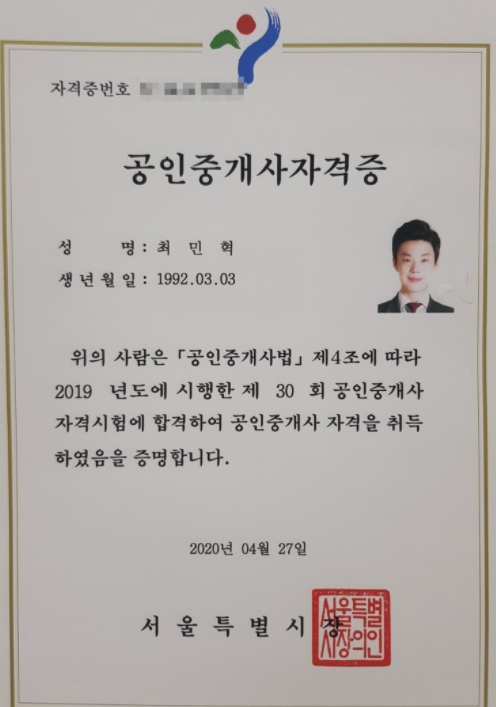 자격증번호
공인중개사자격증
성 명 : 최 민 혁
생 년 월 일 : 1992.03.03
위의 사람은 「공인중개사법」 제4조에 따라
2019 년도에 시행한 제 30 회 공인중개사
자격시험에 합격하여 공인중개사 자격을 취득
하였음을 증명합니다.
2020년 04월 27일
서 울 특 별 시 장
서울특별
시장의인